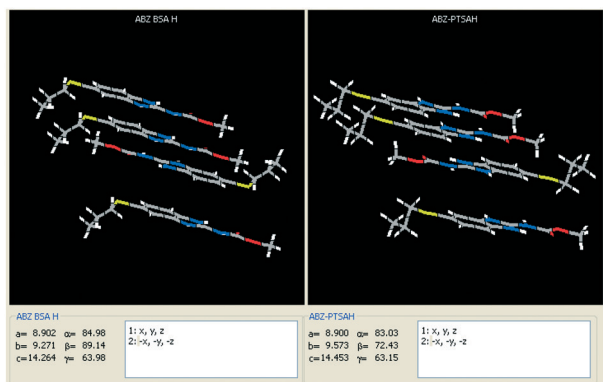 ABZ BSA H
ABZ-PTSAH
ABZ BSA H
a= 8.902 α= 84.98
b= 9.271 β= 89.14
c=14.264 γ= 63.98
1: x, y, z
2: -x, -y, -z
ABZ-PTSAH
a= 8.900 α= 83.03
b= 9.573 β= 72.43
c=14.453 γ= 63.15
1: x, y, z
2: -x, -y, -z